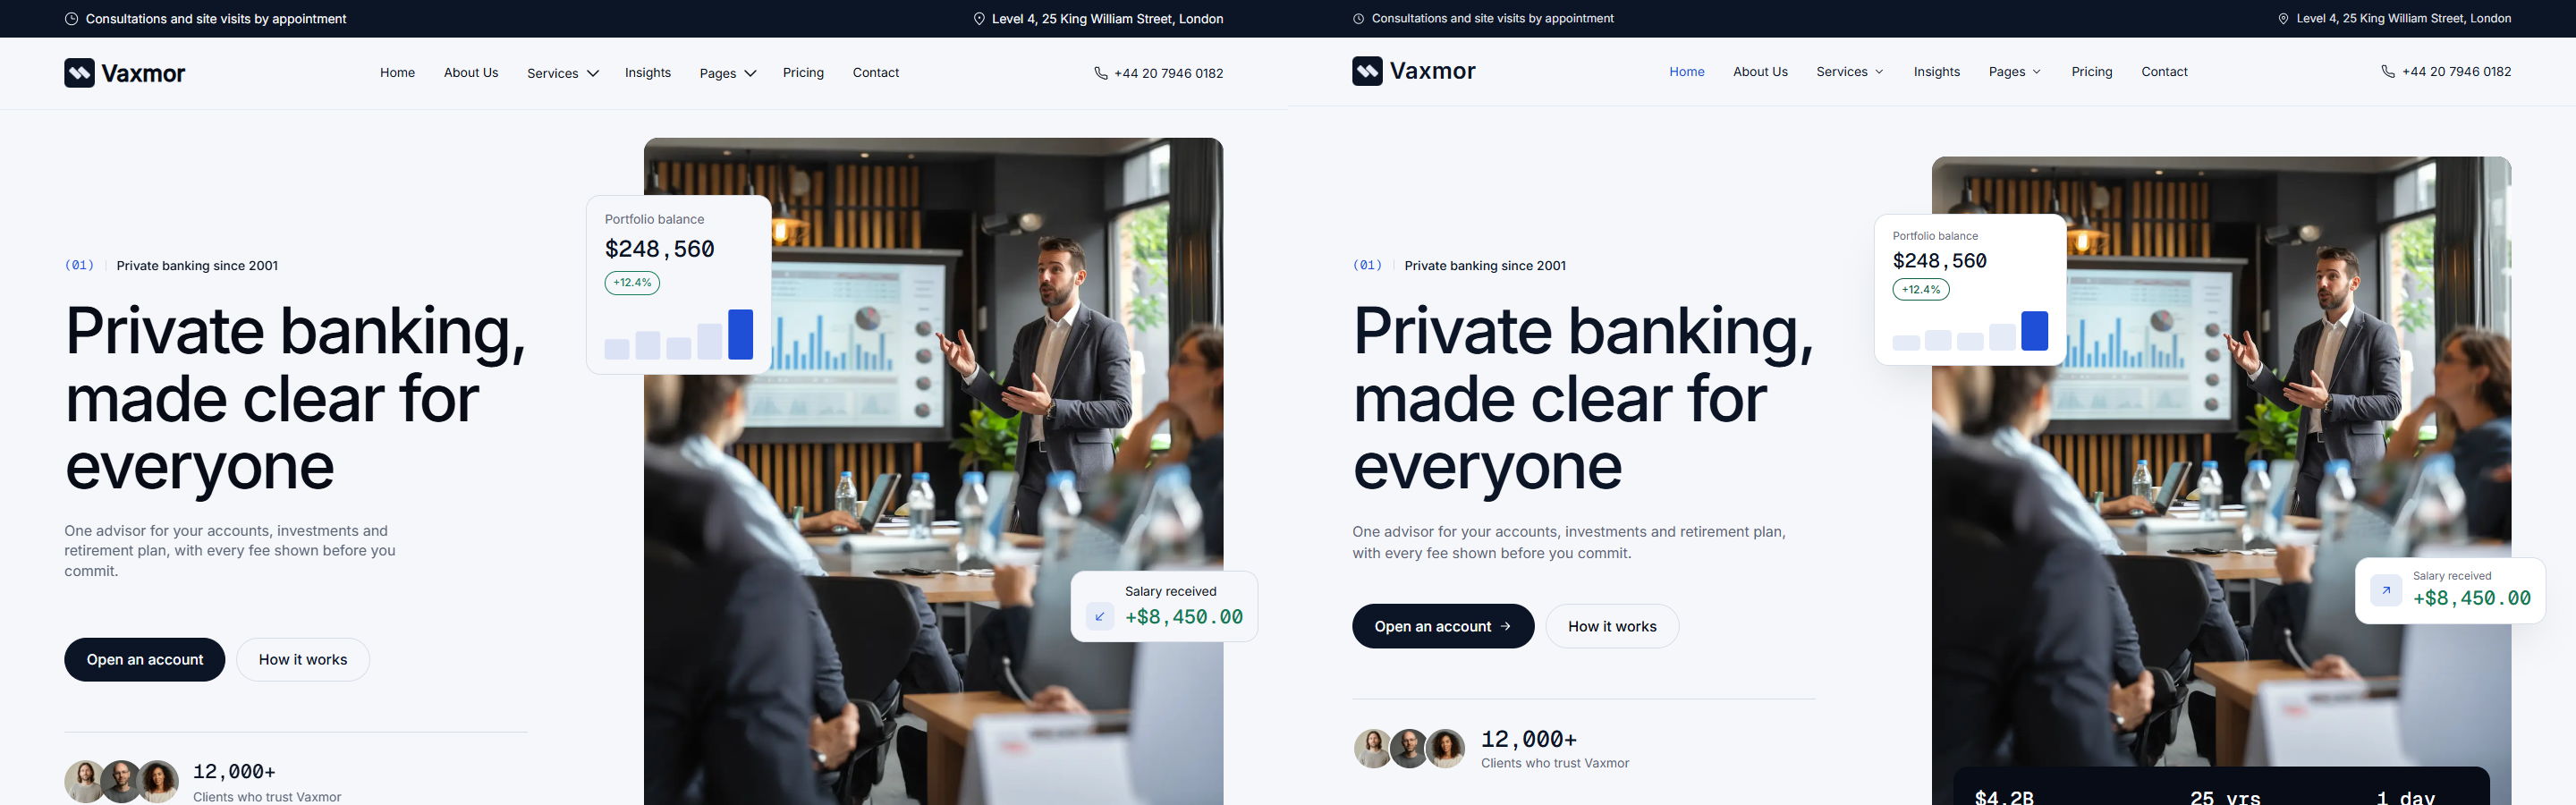 Consultations and site visits by appointment
Level 4, 25 King William Street, London
Vaxmor
Home
About Us
Services
Insights
Pages
Pricing
Contact
+44 20 7946 0182
(01)
Private banking since 2001
Private banking,
made clear for
everyone
One advisor for your accounts, investments and
retirement plan, with every fee shown before you
commit.
Open an account
How it works
12,000+
Clients who trust Vaxmor
Portfolio balance
$248,560
+12.4%
Salary received
+$8,450.00
Consultations and site visits by appointment
Level 4, 25 King William Street, London
Vaxmor
Home
About Us
Services
Insights
Pages
Pricing
Contact
+44 20 7946 0182
(01)
Private banking since 2001
Private banking,
made clear for
everyone
One advisor for your accounts, investments and retirement plan,
with every fee shown before you commit.
Open an account
How it works
12,000+
Clients who trust Vaxmor
Portfolio balance
$248,560
+12.4%
Salary received
+$8,450.00
$4.2B
25 yrs
1 day